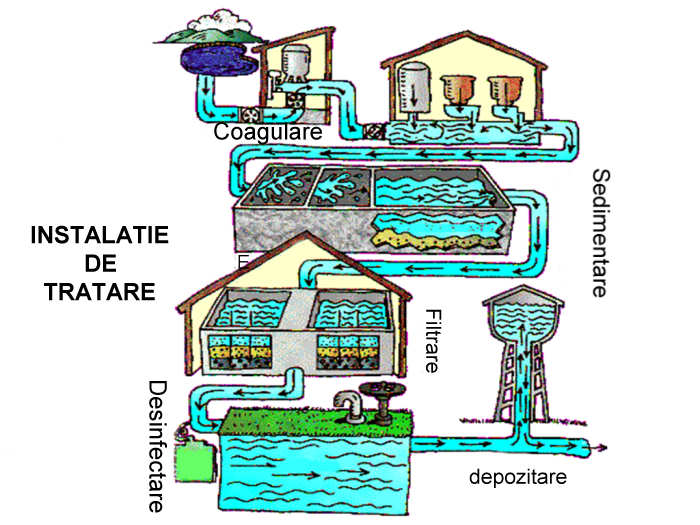 Coagulare
Sedimentare
INSTALATIE
DE
TRATARE
E
Filtrare
Desinfectare
depozitare